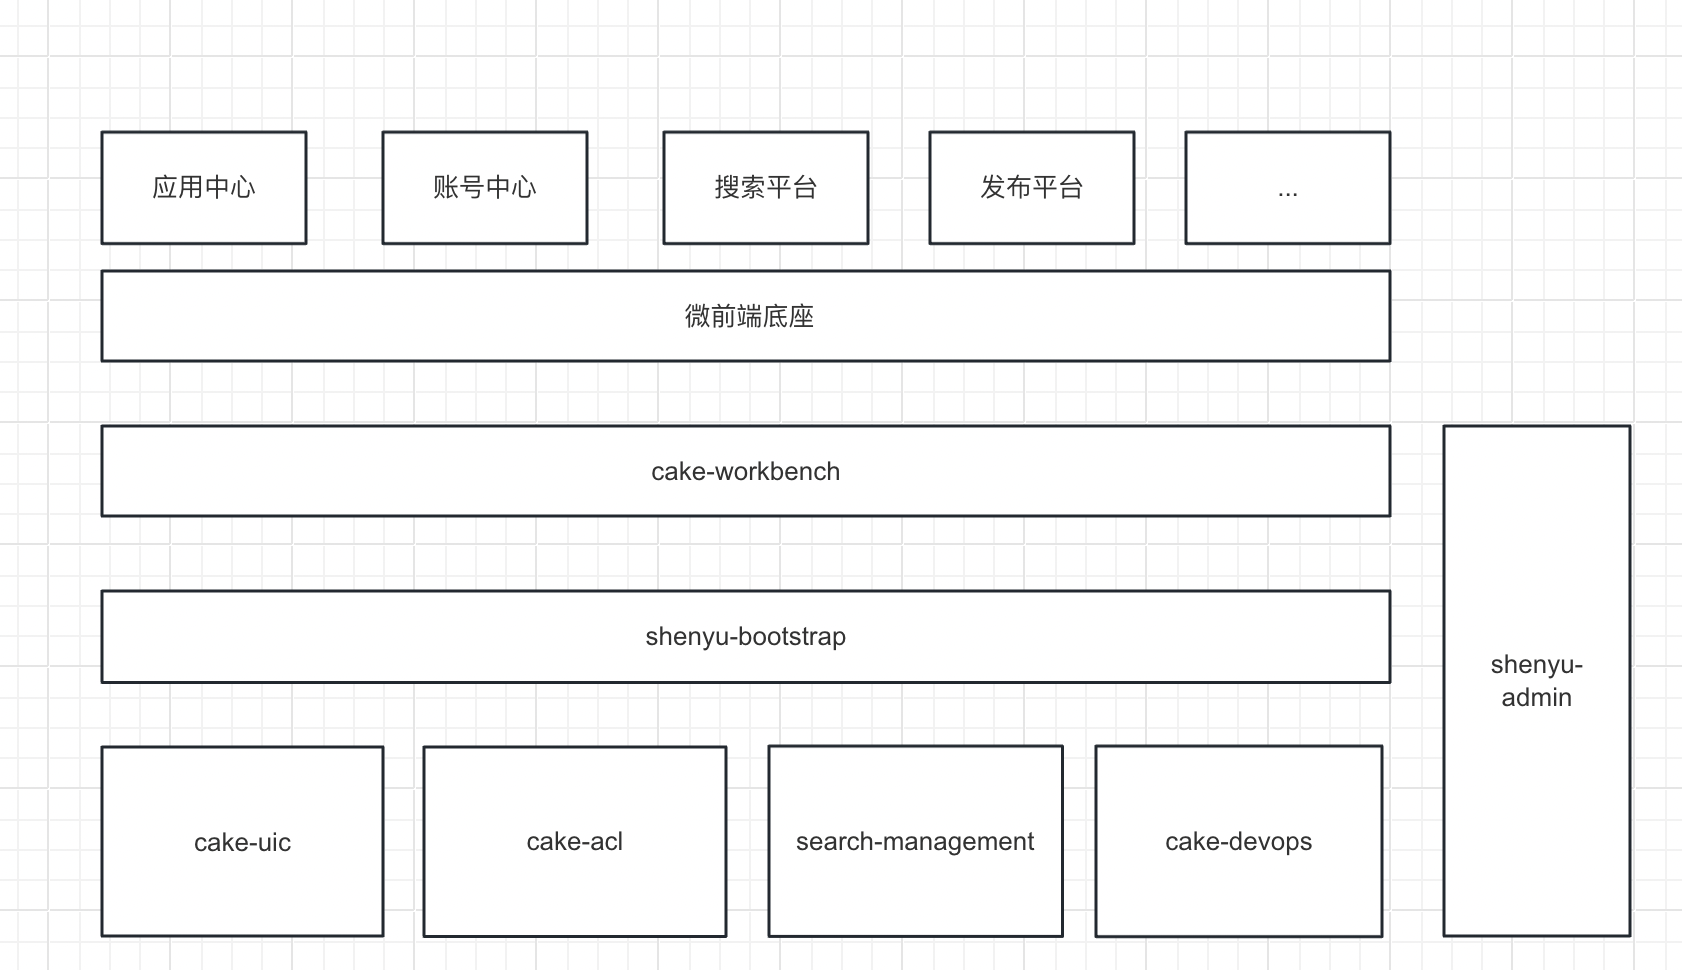 应用中心
账号中心
搜索平台
发布平台
...
微前端底座
cake-workbench
shenyu-bootstrap
shenyu-
admin
cake-uic
cake-acl
search-management
cake-devops